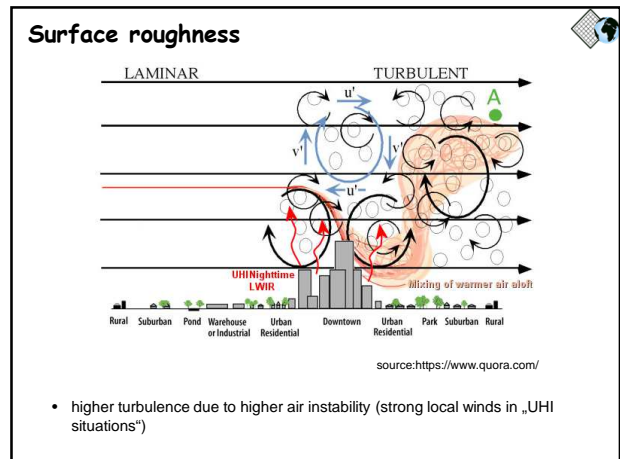 Surface roughness
LAMINAR TURBULENT
u' A
v' v'
u'
UHI Nighttime
LWIR
Mixing of warmer air aloft
Rural Suburban Pond Warehouse or Industrial Urban Residential Downtown Urban Residential Park Suburban Rural
source:https://www.quora.com/
• higher turbulence due to higher air instability (strong local winds in „UHI
situations“)